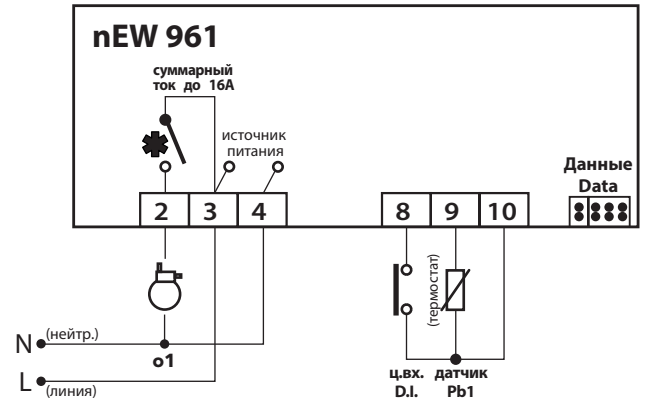 nEW 961
суммарный
ток до 16А
источник
питания
Данные
Data
2 3 4 8 9 10
(термостат)
N (нейтр.)
o1
L (линия)
ц.вх. датчик
D.I. Pb1